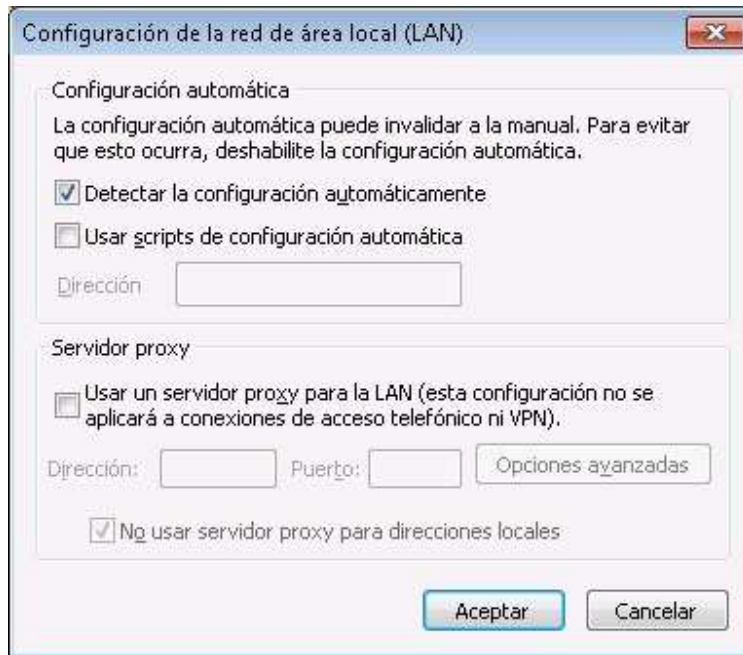 Configuración de la red de área local (LAN)
Configuración automática
La configuración automática puede invalidar a la manual. Para evitar
que esto ocurra, deshabilite la configuración automática.
Detectar la configuración automáticamente
Usar scripts de configuración automática
Dirección
Servidor proxy
Usar un servidor proxy para la LAN (esta configuración no se
aplicará a conexiones de acceso telefónico ni VPN).
Dirección: Puerto: Opciones avanzadas
No usar servidor proxy para direcciones locales
Aceptar Cancelar